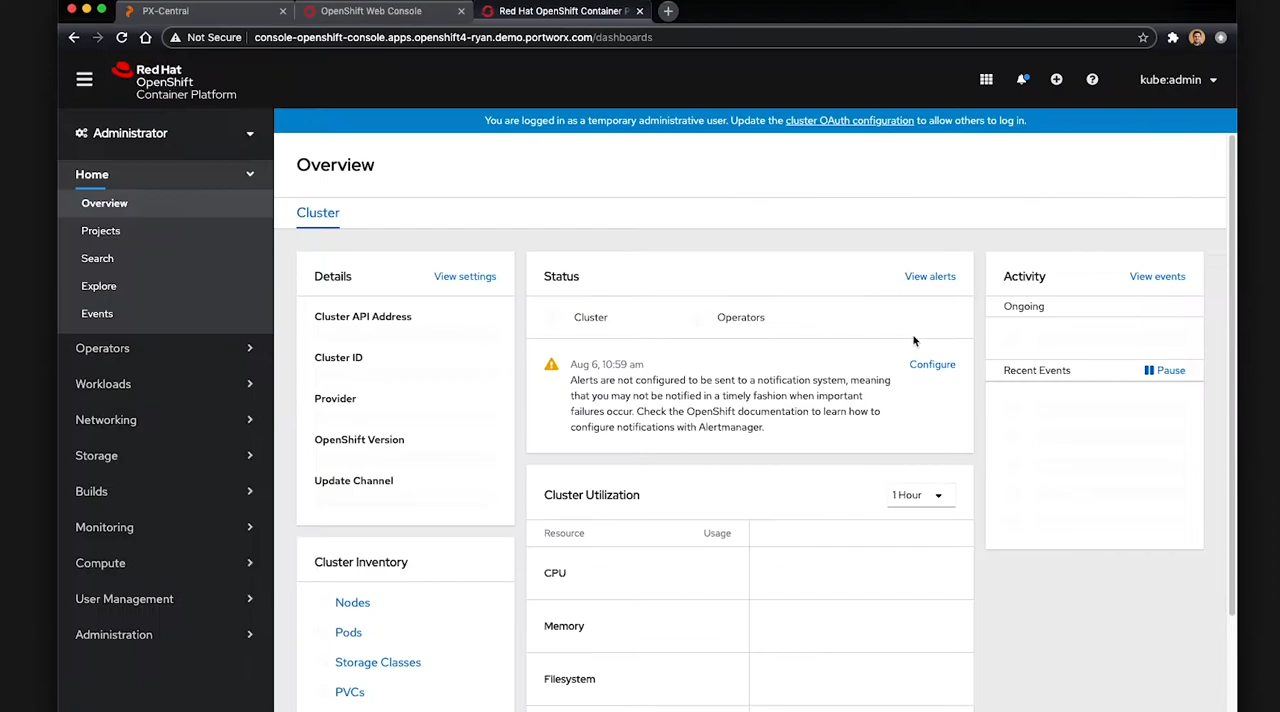 PX-Central
OpenShift Web Console
Red Hat OpenShift Container P
Not Secure
console-openshift-console.apps.openshift4-ryan.demo.portworx.com/dashboards
Red Hat
OpenShift
Container Platform
kube:admin
Administrator
You are logged in as a temporary administrative user. Update the cluster OAuth configuration to allow others to log in.
Home
Overview
Projects
Search
Explore
Events
Operators
Workloads
Networking
Storage
Builds
Monitoring
Compute
User Management
Administration
Overview
Cluster
Details
View settings
Cluster API Address
Cluster ID
Provider
OpenShift Version
Update Channel
Cluster Inventory
Nodes
Pods
Storage Classes
PVCs
Status
View alerts
Cluster
Operators
Aug 6, 10:59 am
Configure
Alerts are not configured to be sent to a notification system, meaning
that you may not be notified in a timely fashion when important
failures occur. Check the OpenShift documentation to learn how to
configure notifications with Alertmanager.
Cluster Utilization
1 Hour
Resource
Usage
CPU
Memory
Filesystem
Activity
View events
Ongoing
Recent Events
Pause